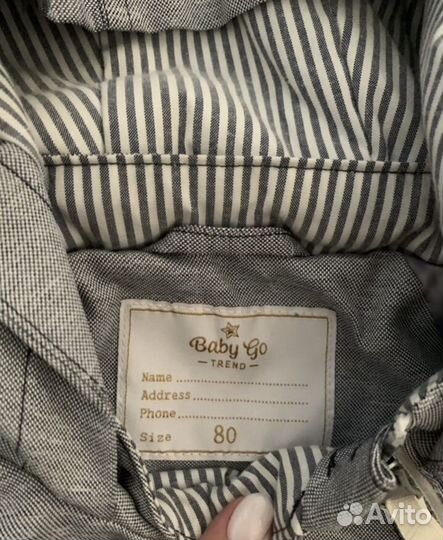 Baby Go
TREND
Name
Address
Phone
Size 80
Avito